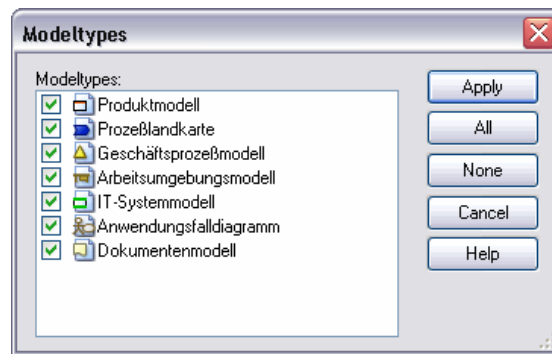 Modeltypes
Modeltypes:
Produktmodell
Prozeßlandkarte
Geschäftsprozeßmodell
Arbeitsumgebungsmodell
IT-Systemmodell
Anwendungsfalldiagramm
Dokumentenmodell
Apply
All
None
Cancel
Help